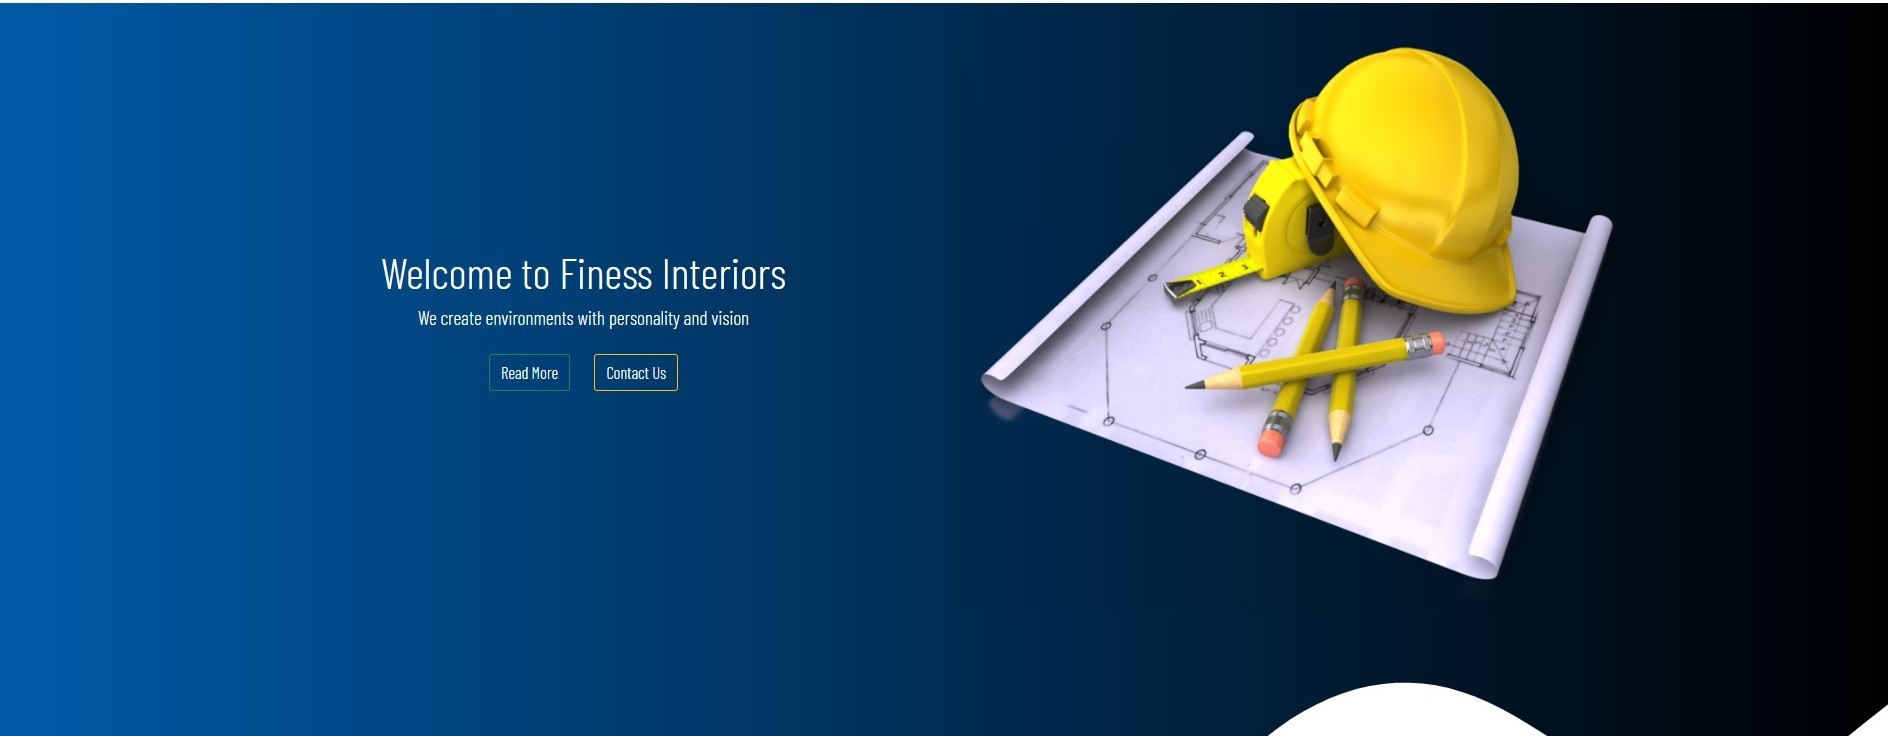 Welcome to Finess Interiors
We create environments with personality and vision
Read More
Contact Us